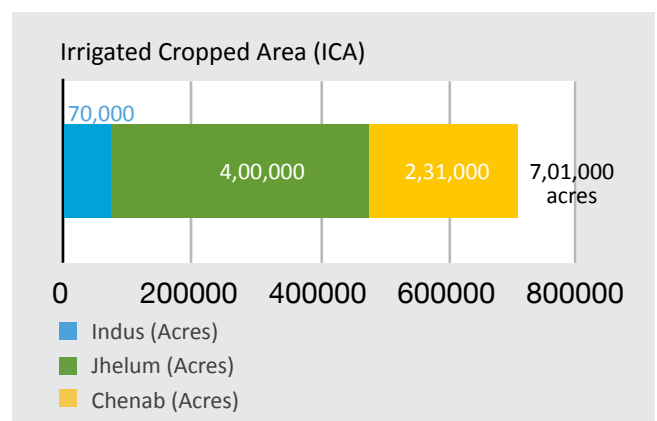 Irrigated Cropped Area (ICA)
70,000
4,00,000
2,31,000
7,01,000
acres
0 200000 400000 600000 800000
Indus (Acres)
Jhelum (Acres)
Chenab (Acres)